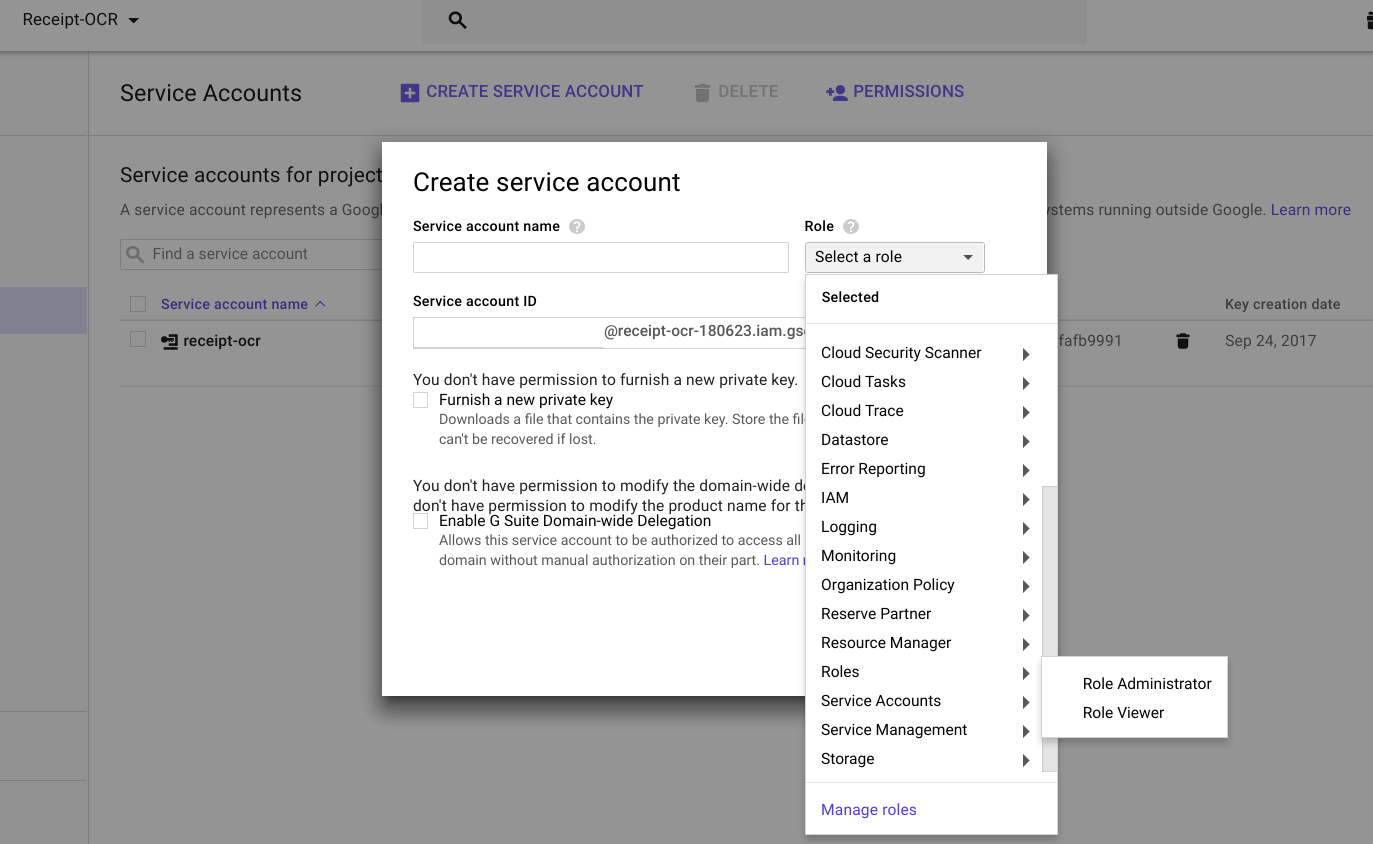 Receipt-OCR
Service Accounts
CREATE SERVICE ACCOUNT
DELETE
PERMISSIONS
Service accounts for project
A service account represents a Googl
ystems running outside Google. Learn more
Find a service account
Service account name
Key creation date
receipt-ocr
fafb9991
Sep 24, 2017
Create service account
Service account name
Role
Select a role
Service account ID
@receipt-ocr-180623.iam.gse
You don't have permission to furnish a new private key.
Furnish a new private key
Downloads a file that contains the private key. Store the file
can't be recovered if lost.
You don't have permission to modify the domain-wide de
don't have permission to modify the product name for th
Enable G Suite Domain-wide Delegation
Allows this service account to be authorized to access all
domain without manual authorization on their part. Learn
Selected
Cloud Security Scanner
Cloud Tasks
Cloud Trace
Datastore
Error Reporting
IAM
Logging
Monitoring
Organization Policy
Reserve Partner
Resource Manager
Roles
Service Accounts
Service Management
Storage
Manage roles
Role Administrator
Role Viewer